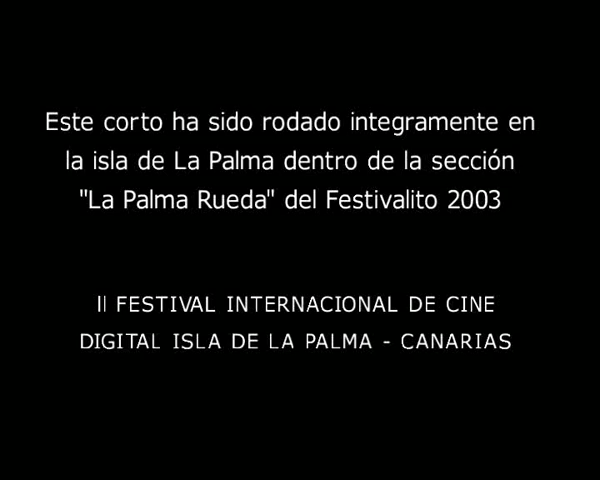 Este corto ha sido rodado integramente en
la isla de La Palma dentro de la sección
"La Palma Rueda" del Festivalito 2003
II FESTIVAL INTERNACIONAL DE CINE
DIGITAL ISLA DE LA PALMA - CANARIAS